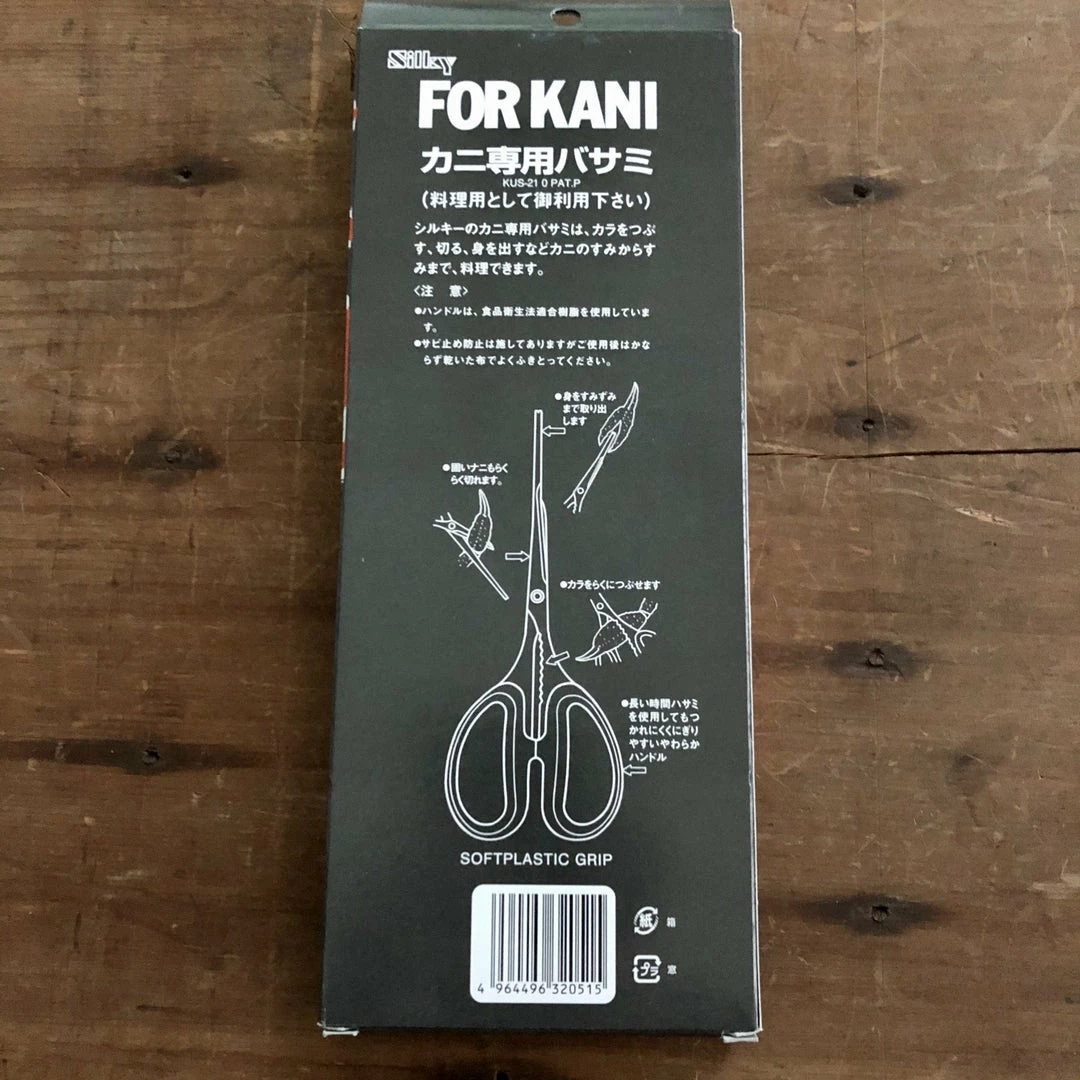 Silky
FOR KANI
カニ専用バサミ
KUS-21 0 PAT.P
(料理用として御利用下さい)
シルキーのカニ専用バサミは、カラをつぶ
す、切る、身を出すなどカニのすみからす
みまで、料理できます。
〈注 意〉
●ハンドルは、食品衛生法適合樹脂を使用していま
す。
●サビ止め防止は施してありますがご使用後はかな
らず乾いた布でよくふきとってください。
●身をすみずみ
まで取り出
します
●固いナニもらく
らく切れます。
●カラをらくにつぶせます
●長い時間ハサミ
を使用してもつ
かれにくくにぎり
やすいやわらか
ハンドル
SOFTPLASTIC GRIP
紙 箱
プラ 窓
4 964496 320515